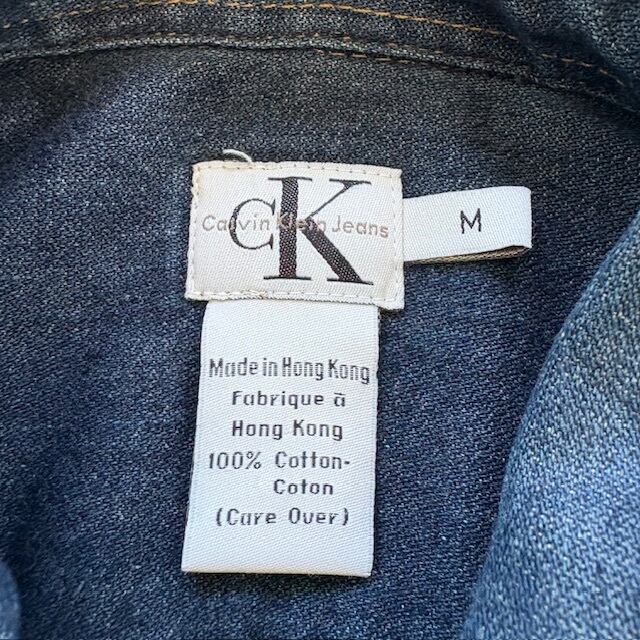 CK
Calvin Klein Jeans
M
Made in Hong Kong
Fabrique à
Hong Kong
100% Cotton-
Coton
(Care Over)